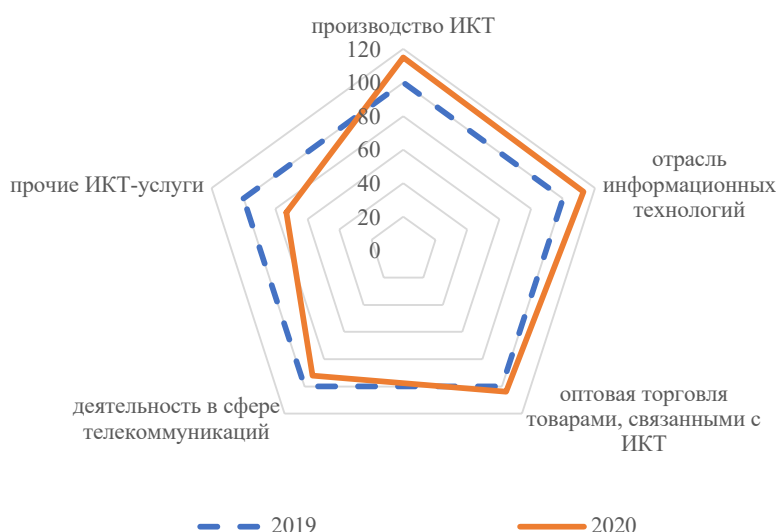 производство ИКТ
120
100
80
60
40
20
0
отрасль
информационных
технологий
оптовая торговля
товарами, связанными с
ИКТ
деятельность в сфере
телекоммуникаций
прочие ИКТ-услуги
2019
2020